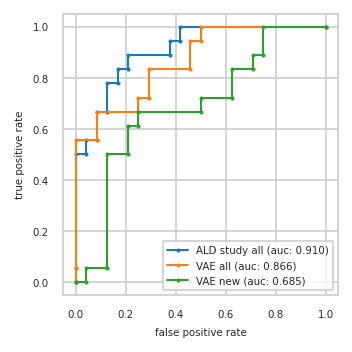 true positive rate
1.0
0.8
0.6
0.4
0.2
0.0
ALD study all (auc: 0.910)
VAE all (auc: 0.866)
VAE new (auc: 0.685)
0.0 0.2 0.4 0.6 0.8 1.0
false positive rate